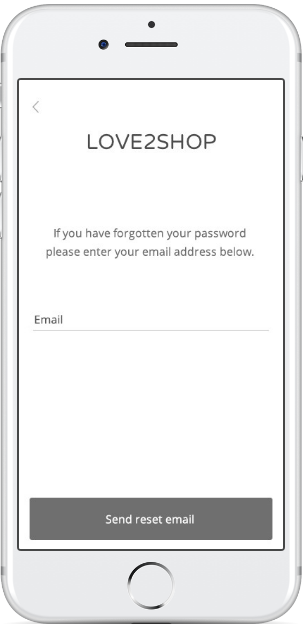 LOVE2SHOP
If you have forgotten your password
please enter your email address below.
Email
Send reset email